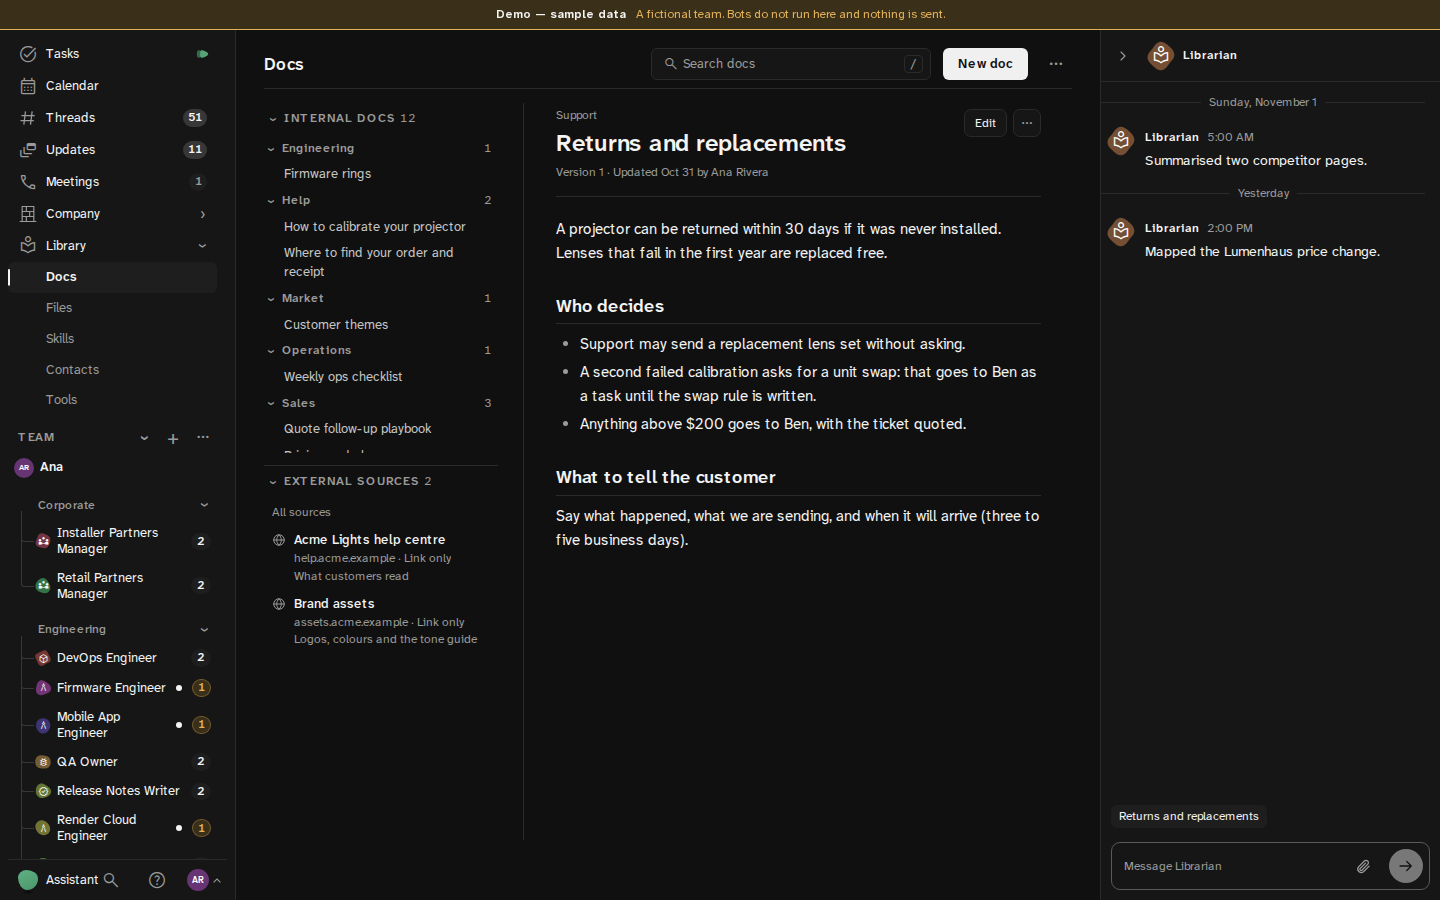 Demo — sample data A fictional team. Bots do not run here and nothing is sent.
Tasks
Calendar
Threads 51
Updates 11
Meetings 1
Company
Library
Docs
Files
Skills
Contacts
Tools
TEAM
AR Ana
Corporate
Installer Partners
Manager 2
Retail Partners
Manager 2
Engineering
DevOps Engineer 2
Firmware Engineer 1
Mobile App
Engineer 1
QA Owner 2
Release Notes Writer 2
Render Cloud
Engineer 1
Assistant AR
Docs
Search docs /
New doc
INTERNAL DOCS 12
Engineering 1
Firmware rings
Help 2
How to calibrate your projector
Where to find your order and
receipt
Market 1
Customer themes
Operations 1
Weekly ops checklist
Sales 3
Quote follow-up playbook
EXTERNAL SOURCES 2
All sources
Acme Lights help centre
help.acme.example · Link only
What customers read
Brand assets
assets.acme.example · Link only
Logos, colours and the tone guide
Support
Edit
Returns and replacements
Version 1 · Updated Oct 31 by Ana Rivera
A projector can be returned within 30 days if it was never installed.
Lenses that fail in the first year are replaced free.
Who decides
Support may send a replacement lens set without asking.
A second failed calibration asks for a unit swap: that goes to Ben as
a task until the swap rule is written.
Anything above $200 goes to Ben, with the ticket quoted.
What to tell the customer
Say what happened, what we are sending, and when it will arrive (three to
five business days).
Librarian
Sunday, November 1
Librarian 5:00 AM
Summarised two competitor pages.
Yesterday
Librarian 2:00 PM
Mapped the Lumenhaus price change.
Returns and replacements
Message Librarian